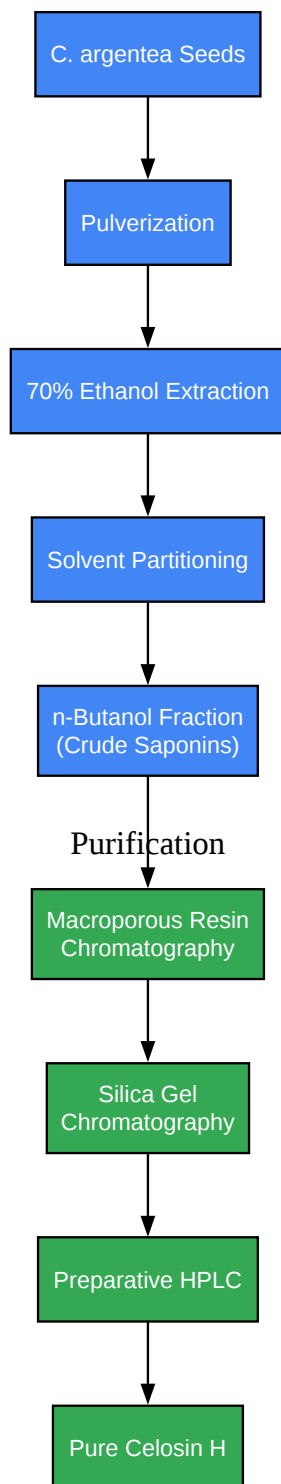 C. argentea Seeds
Pulverization
70% Ethanol Extraction
Solvent Partitioning
n-Butanol Fraction
(Crude Saponins)
Purification
Macroporous Resin
Chromatography
Silica Gel
Chromatography
Preparative HPLC
Pure Celosin H